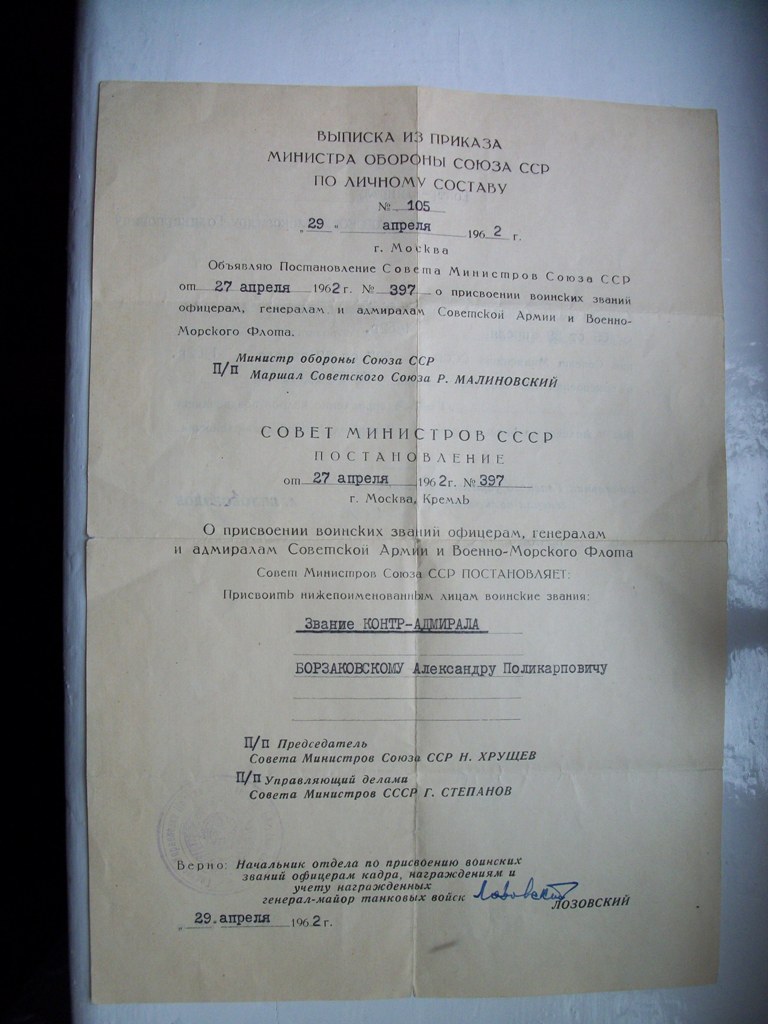 ВЫПИСКА ИЗ ПРИКАЗА
МИНИСТРА ОБОРОНЫ СОЮЗА ССР
ПО ЛИЧНОМУ СОСТАВУ
№ 105
„29" апреля 1962 г.
г. Москва
Объявляю Постановление Совета Министров Союза ССР
от 27 апреля 1962 г. № 397 о присвоении воинских званий
офицерам, генералам и адмиралам Советской Армии и Военно-
Морского Флота.
Министр обороны Союза ССР
П/п Маршал Советского Союза Р. МАЛИНОВСКИЙ
СОВЕТ МИНИСТРОВ СССР
ПОСТАНОВЛЕНИЕ
от 27 апреля 1962 г. № 397
г. Москва, Кремль
О присвоении воинских званий офицерам, генералам
и адмиралам Советской Армии и Военно-Морского Флота
Совет Министров Союза ССР ПОСТАНОВЛЯЕТ:
Присвоить нижепоименованным лицам воинские звания:
Звание КОНТР-АДМИРАЛА
БОРЗАКОВСКОМУ Александру Поликарповичу
П/п Председатель
Совета Министров Союза ССР Н. ХРУЩЕВ
П/п Управляющий делами
Совета Министров СССР Г. СТЕПАНОВ
Верно: Начальник отдела по присвоению воинских
званий офицерам кадра, награждениям и
учету награжденных
генерал-майор танковых войск Лозовский ЛОЗОВСКИЙ
„29. апреля 1962 г.